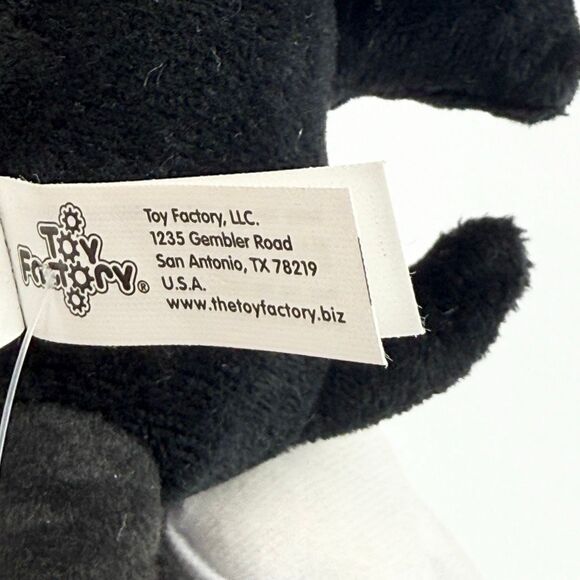 Toy
Factory®
Toy Factory, LLC.
1235 Gembler Road
San Antonio, TX 78219
U.S.A.
www.thetoyfactory.biz